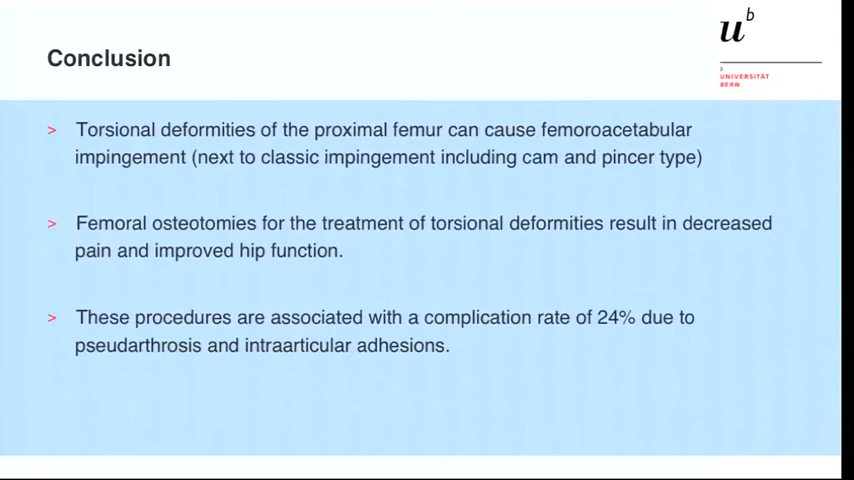 u b
Conclusion
UNIVERSITÄT
BERN
> Torsional deformities of the proximal femur can cause femoroacetabular
impingement (next to classic impingement including cam and pincer type)
> Femoral osteotomies for the treatment of torsional deformities result in decreased
pain and improved hip function.
> These procedures are associated with a complication rate of 24% due to
pseudarthrosis and intraarticular adhesions.